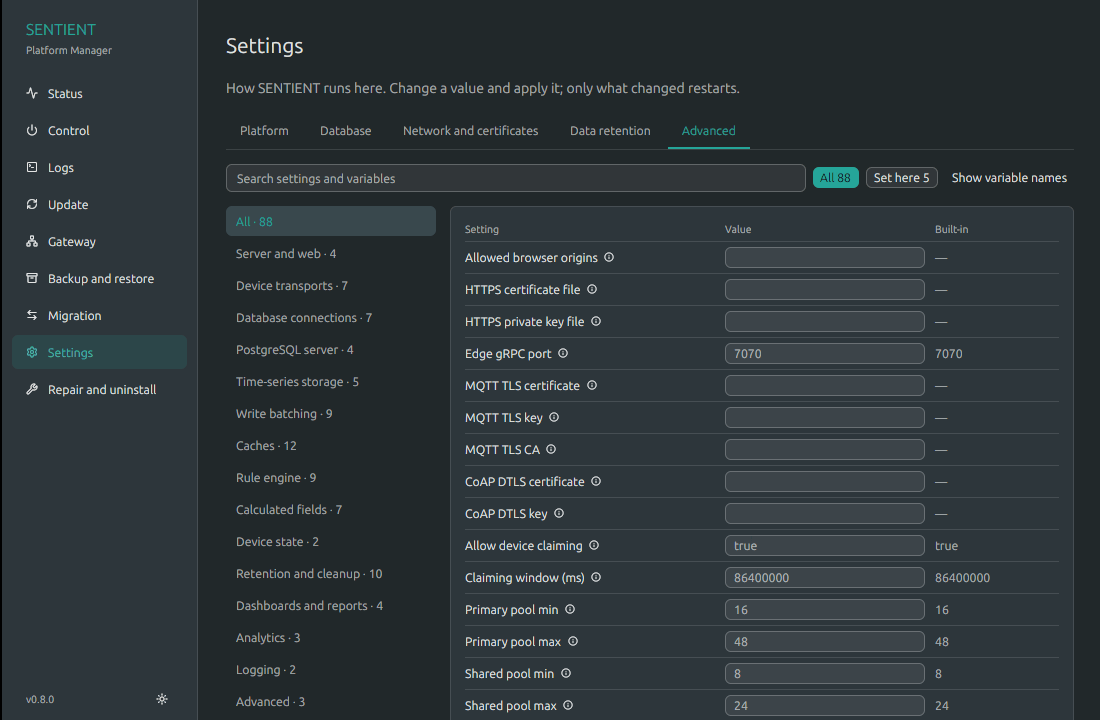 SENTIENT
Platform Manager
Status
Control
Logs
Update
Gateway
Backup and restore
Migration
Settings
Repair and uninstall
v0.8.0
Settings
How SENTIENT runs here. Change a value and apply it; only what changed restarts.
Platform Database Network and certificates Data retention Advanced
Search settings and variables All 88 Set here 5 Show variable names
All · 88
Server and web · 4
Device transports · 7
Database connections · 7
PostgreSQL server · 4
Time-series storage · 5
Write batching · 9
Caches · 12
Rule engine · 9
Calculated fields · 7
Device state · 2
Retention and cleanup · 10
Dashboards and reports · 4
Analytics · 3
Logging · 2
Advanced · 3
Setting Value Built-in
Allowed browser origins —
HTTPS certificate file —
HTTPS private key file —
Edge gRPC port 7070 7070
MQTT TLS certificate —
MQTT TLS key —
MQTT TLS CA —
CoAP DTLS certificate —
CoAP DTLS key —
Allow device claiming true true
Claiming window (ms) 86400000 86400000
Primary pool min 16 16
Primary pool max 48 48
Shared pool min 8 8
Shared pool max 24 24